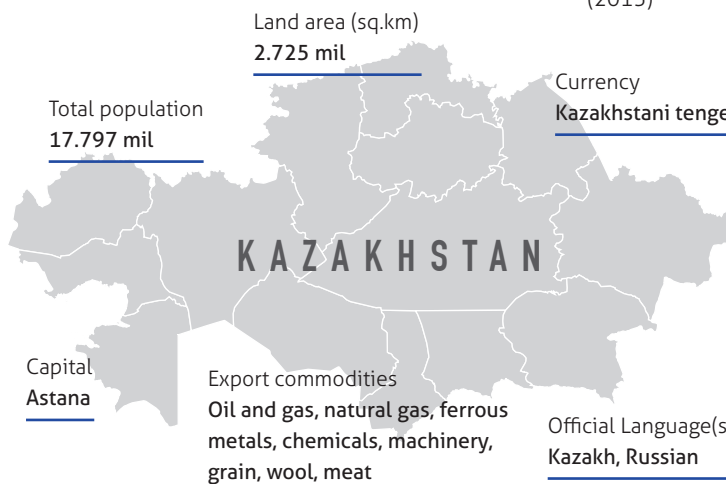 (2015)
Land area (sq.km)
2.725 mil
Currency
Kazakhstani tenge
Total population
17.797 mil
KAZAKHSTAN
Capital
Astana
Export commodities
Oil and gas, natural gas, ferrous
metals, chemicals, machinery,
grain, wool, meat
Official Language(s
Kazakh, Russian